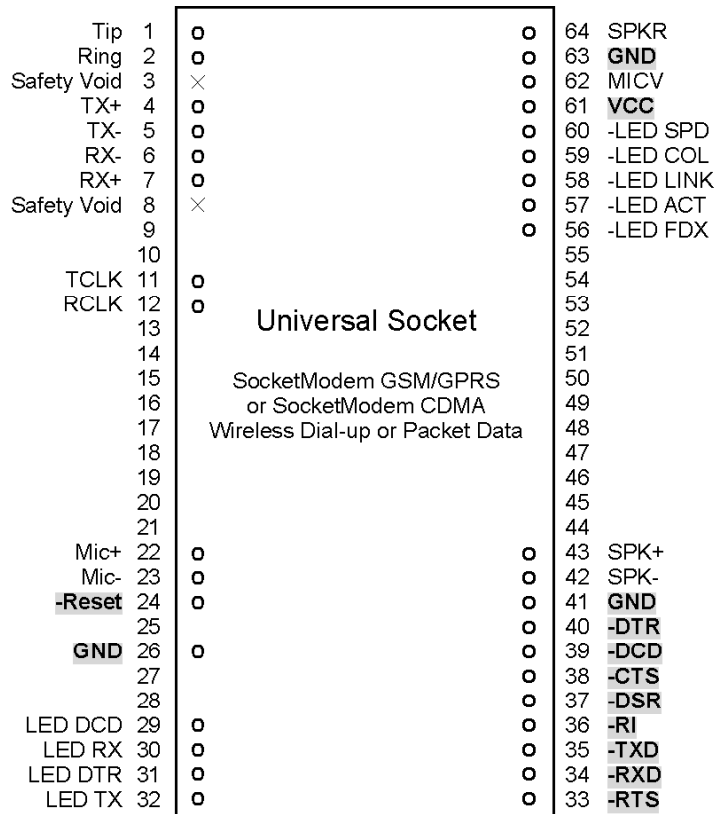 Tip 1 64 SPKR
Ring 2 63 GND
Safety Void 3 62 MICV
TX+ 4 61 VCC
TX- 5 60 -LED SPD
RX- 6 59 -LED COL
RX+ 7 58 -LED LINK
Safety Void 8 57 -LED ACT
9 56 -LED FDX
10 55
TCLK 11 54
RCLK 12 53
Universal Socket
13 52
14 51
15 SocketModem GSM/GPRS 50
16 or SocketModem CDMA 49
17 Wireless Dial-up or Packet Data 48
18 47
19 46
20 45
21 44
Mic+ 22 43 SPK+
Mic- 23 42 SPK-
-Reset 24 41 GND
25 40 -DTR
GND 26 39 -DCD
27 38 -CTS
28 37 -DSR
LED DCD 29 36 -RI
LED RX 30 35 -TXD
LED DTR 31 34 -RXD
LED TX 32 33 -RTS